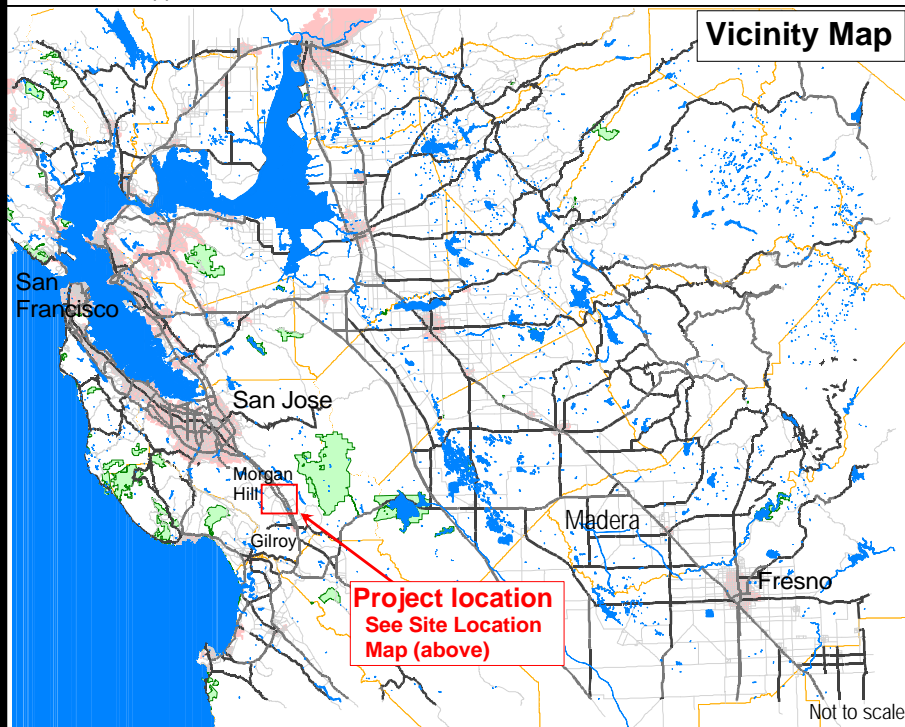 Vicinity Map
San
Francisco
San Jose
Morgan
Hill
Gilroy
Madera
Fresno
Project location
See Site Location
Map (above)
Not to scale